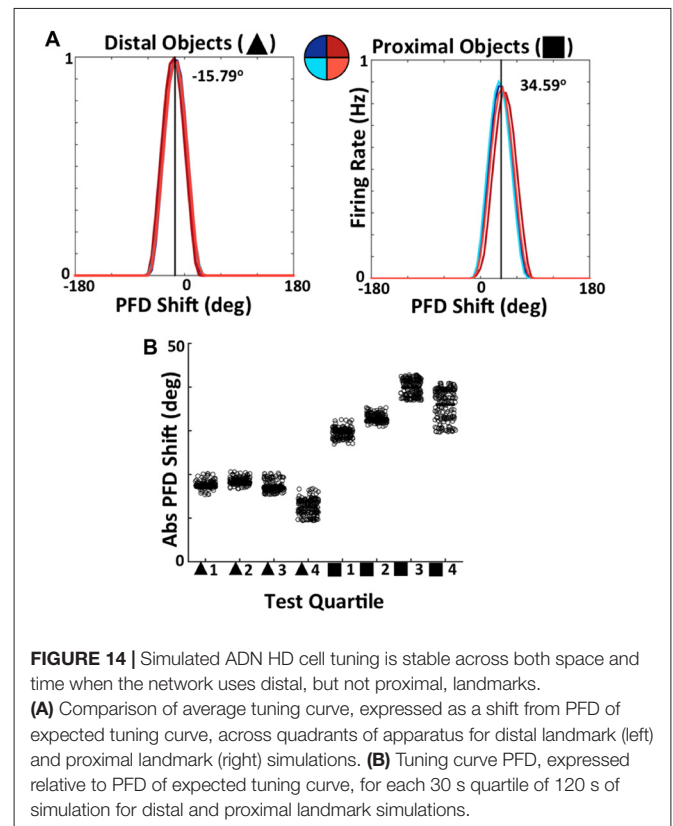 A
Distal Objects (▲)
Proximal Objects (■)
1
-15.79º
0
-180
0
180
PFD Shift (deg)
Firing Rate (Hz)
1
34.59º
0
-180
0
180
PFD Shift (deg)
B
Abs PFD Shift (deg)
50
0
▲1 ▲2 ▲3 ▲4 ■1 ■2 ■3 ■4
Test Quartile
FIGURE 14 | Simulated ADN HD cell tuning is stable across both space and
time when the network uses distal, but not proximal, landmarks.
(A) Comparison of average tuning curve, expressed as a shift from PFD of
expected tuning curve, across quadrants of apparatus for distal landmark (left)
and proximal landmark (right) simulations. (B) Tuning curve PFD, expressed
relative to PFD of expected tuning curve, for each 30 s quartile of 120 s of
simulation for distal and proximal landmark simulations.